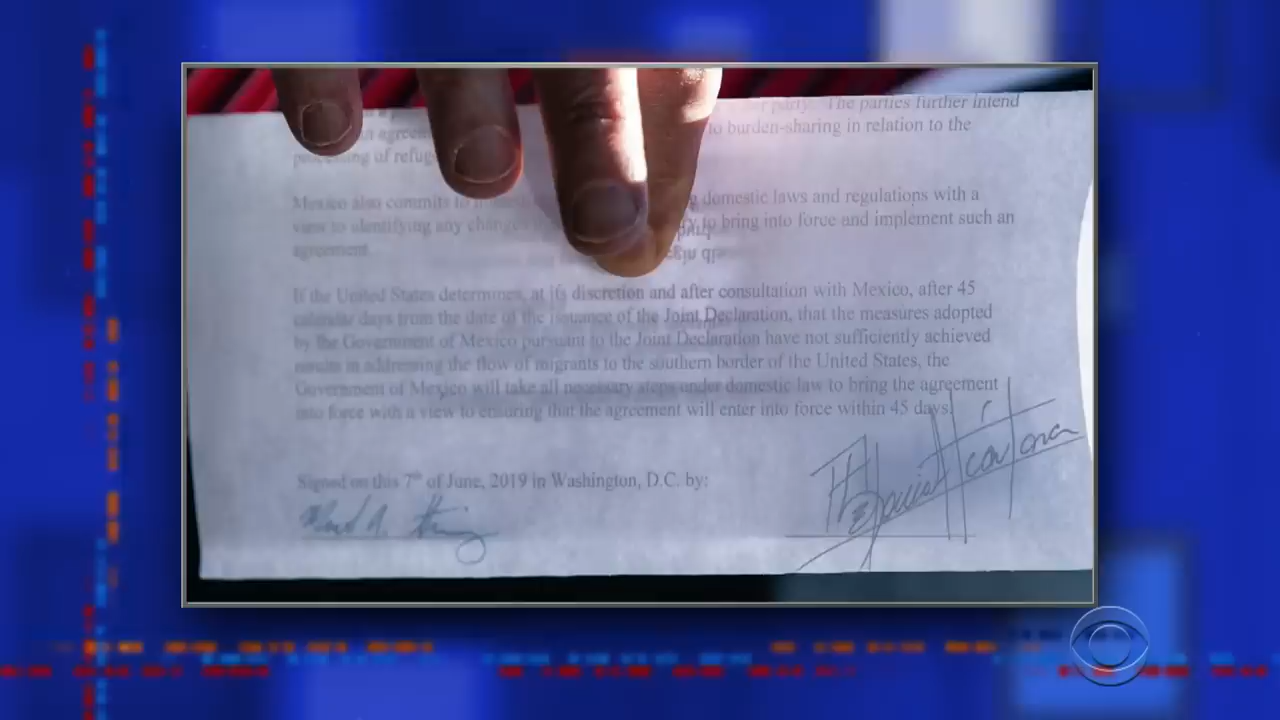 party. The parties further intend
to burden-sharing in relation to the
processing of refug
Mexico also commits to domestic laws and regulations with a
view to identifying any changes to bring into force and implement such an
agreement.
If the United States determines, at its discretion and after consultation with Mexico, after 45
calendar days from the date of the issuance of the Joint Declaration, that the measures adopted
by the Government of Mexico pursuant to the Joint Declaration have not sufficiently achieved
results in addressing the flow of migrants to the southern border of the United States, the
Government of Mexico will take all necessary steps under domestic law to bring the agreement
into force with a view to ensuring that the agreement will enter into force within 45 days.
Signed on this 7th of June, 2019 in Washington, D.C. by: